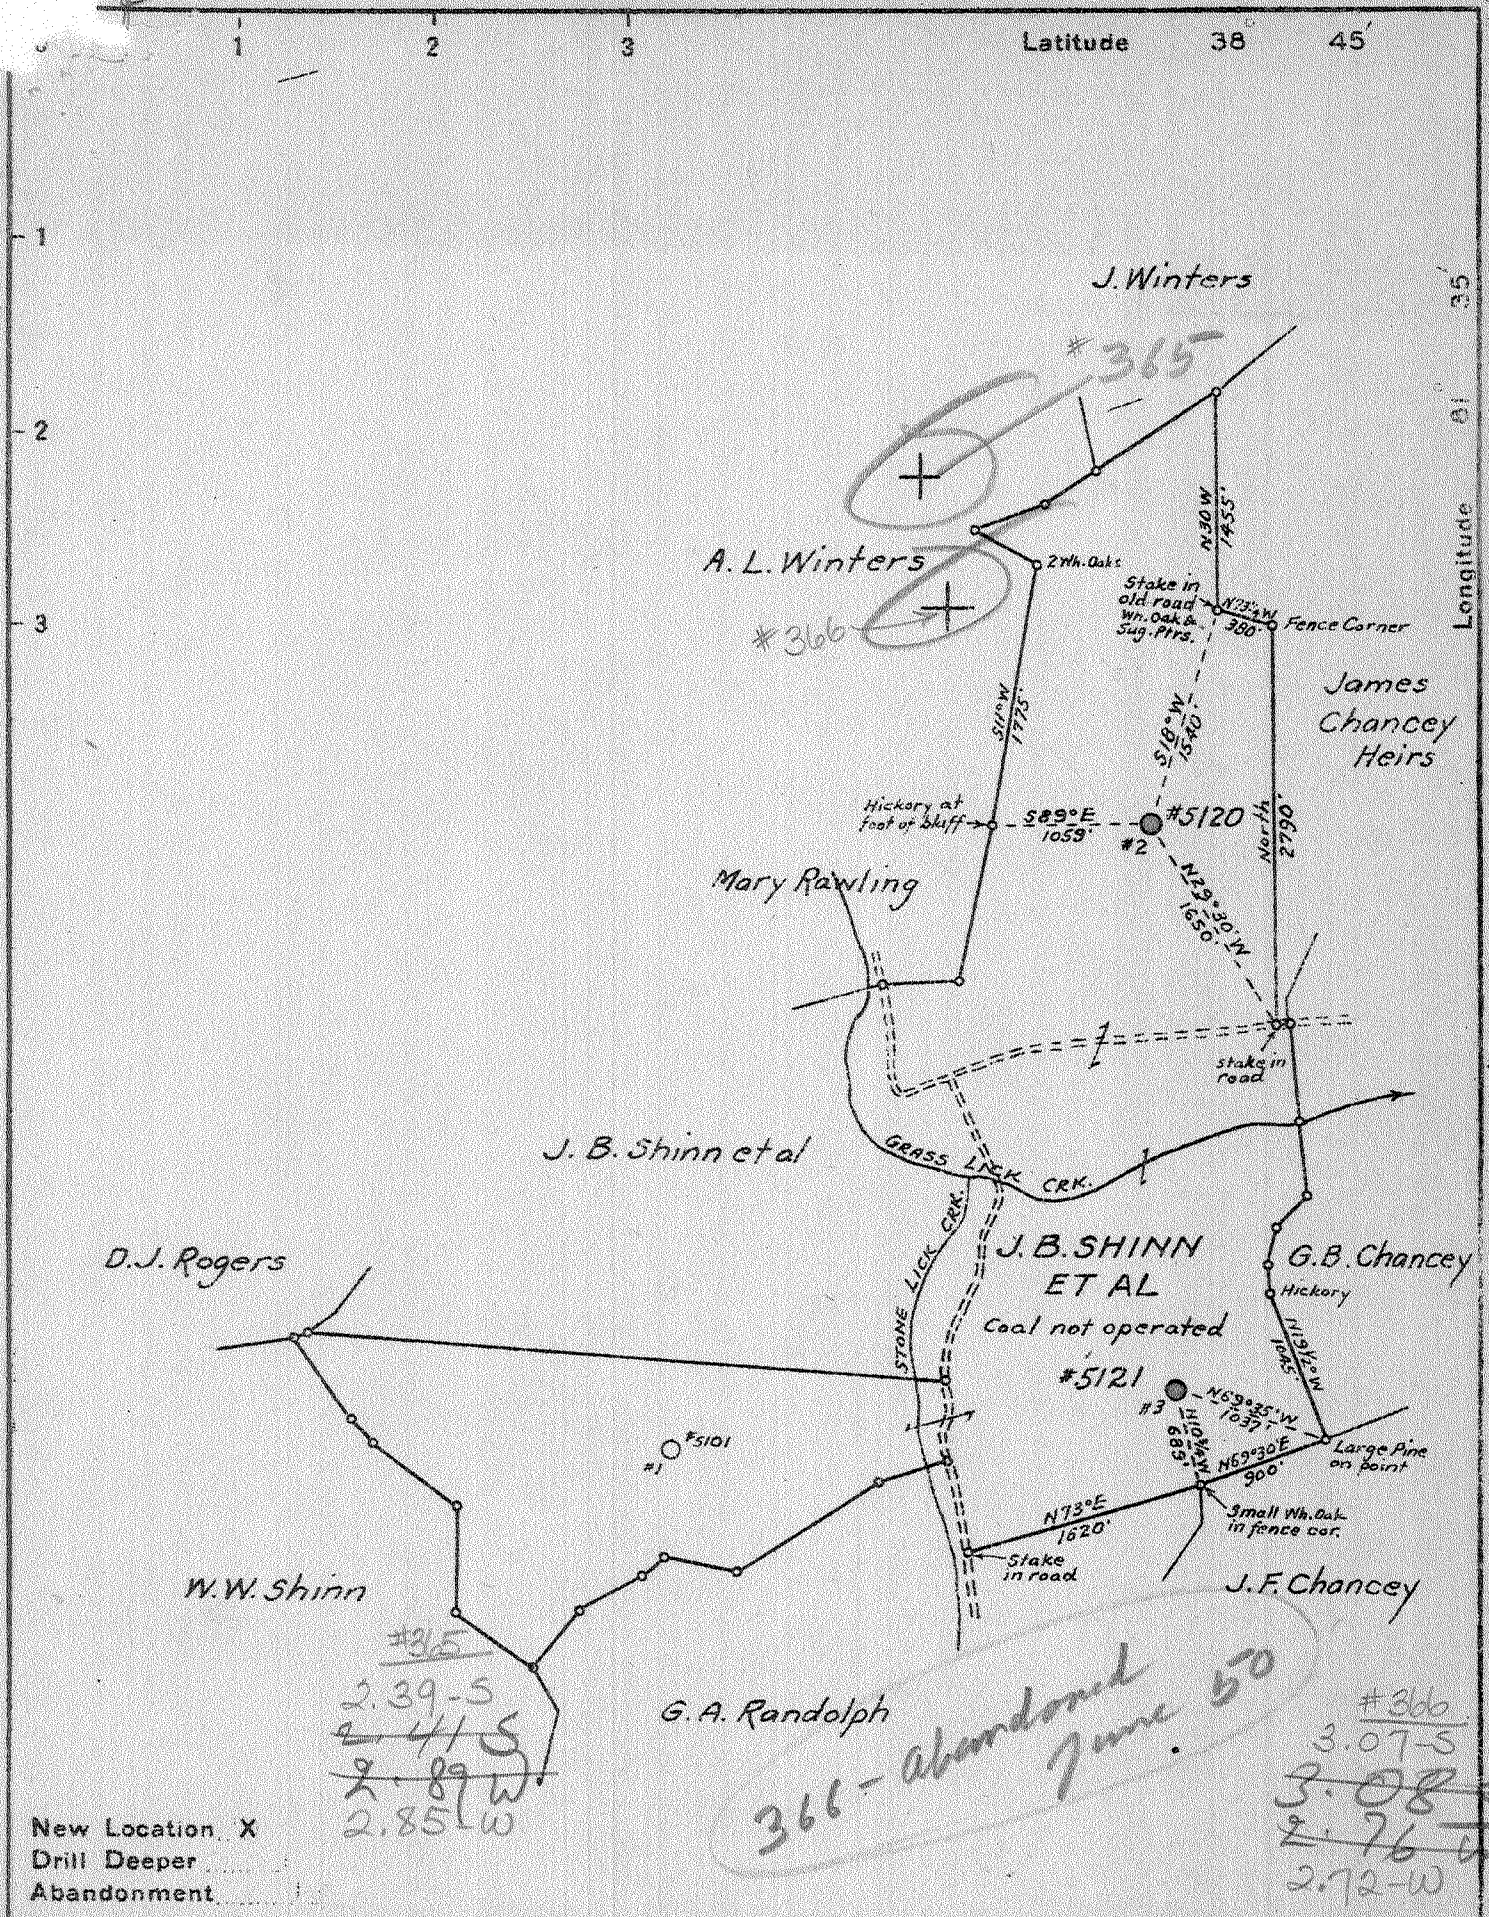 1 2 3 Latitude 38° 45'
1
2
3
Longitude 81° 35'
J. Winters
# 365
A. L. Winters
2 Wh. Oaks
# 366
N30W
1455'
Stake in
old road
Wh. Oak &
Sug. Ptrs.
380'
Fence Corner
James
Chancey
Heirs
S11°W
1775'
S18°W
1540'
Hickory at
foot of bluff
S89°E
1059'
#5120
#2
North
2790'
N29°30'W
1650'
Mary Rawling
stake in
road
J. B. Shinn et al
GRASS LICK CRK.
STONE LICK CRK.
J. B. SHINN
ET AL
Coal not operated
D. J. Rogers
G. B. Chancey
Hickory
N19½°W
1045'
#5121
#3
N69°35'W
1037'
N10¾°W
689'
N69°30'E
900'
Large Pine
on point
#5101
#1
N73°E
1620'
Small Wh. Oak
in fence cor.
Stake
in road
W. W. Shinn
J. F. Chancey
G. A. Randolph
#365
2.39-S
2.41 S
2.89 W
2.85-W
366 - abandoned
June 50
#366
3.07-S
3.08
2.76 W
2.72-W
New Location X
Drill Deeper
Abandonment